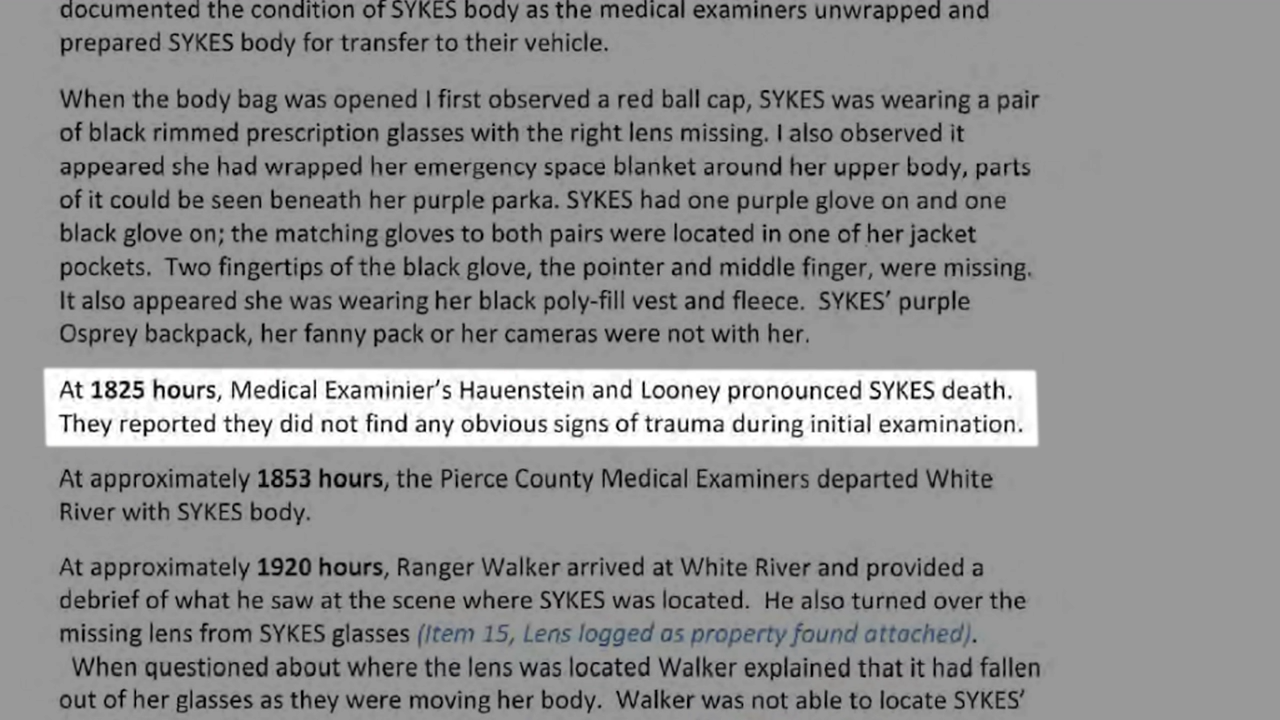 documented the condition of SYKES body as the medical examiners unwrapped and
prepared SYKES body for transfer to their vehicle.
When the body bag was opened I first observed a red ball cap, SYKES was wearing a pair
of black rimmed prescription glasses with the right lens missing. I also observed it
appeared she had wrapped her emergency space blanket around her upper body, parts
of it could be seen beneath her purple parka. SYKES had one purple glove on and one
black glove on; the matching gloves to both pairs were located in one of her jacket
pockets. Two fingertips of the black glove, the pointer and middle finger, were missing.
It also appeared she was wearing her black poly-fill vest and fleece. SYKES’ purple
Osprey backpack, her fanny pack or her cameras were not with her.
At 1825 hours, Medical Examinier’s Hauenstein and Looney pronounced SYKES death.
They reported they did not find any obvious signs of trauma during initial examination.
At approximately 1853 hours, the Pierce County Medical Examiners departed White
River with SYKES body.
At approximately 1920 hours, Ranger Walker arrived at White River and provided a
debrief of what he saw at the scene where SYKES was located. He also turned over the
missing lens from SYKES glasses (Item 15, Lens logged as property found attached).
When questioned about where the lens was located Walker explained that it had fallen
out of her glasses as they were moving her body. Walker was not able to locate SYKES’